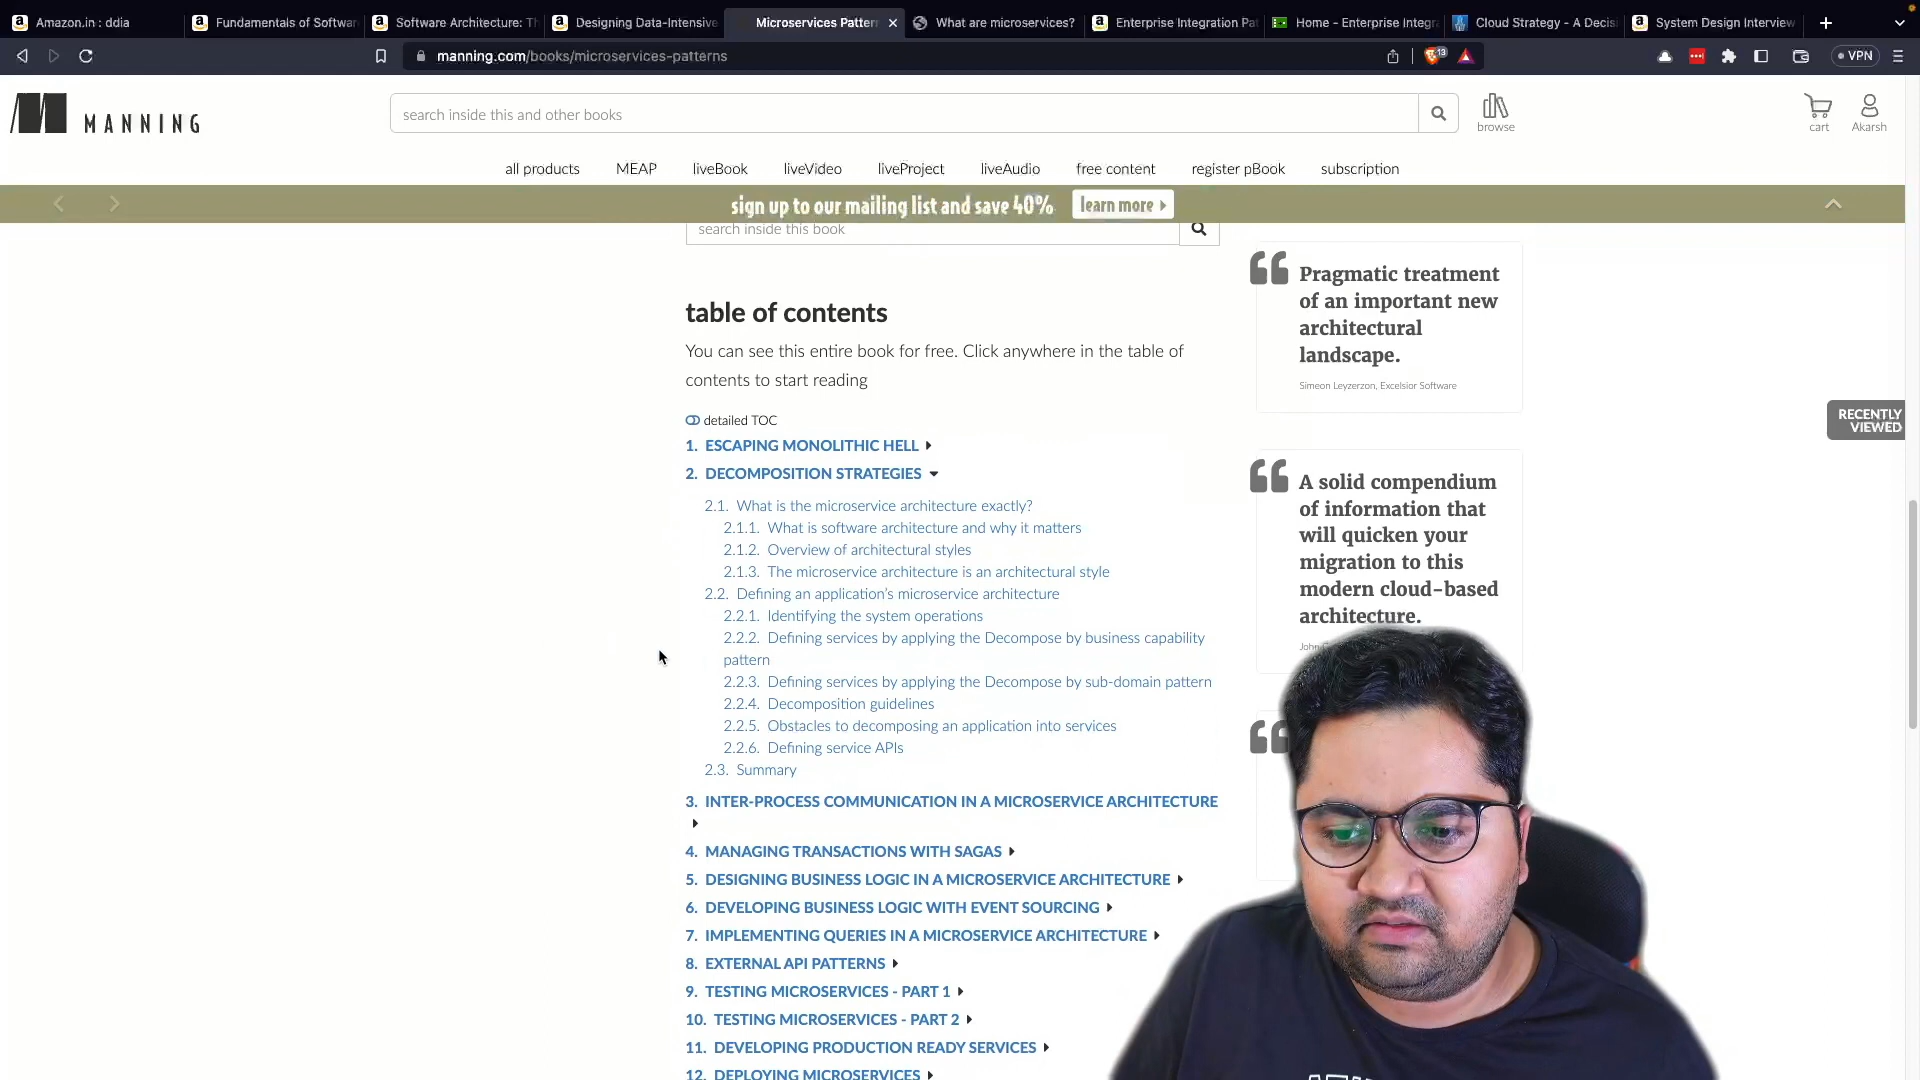 Amazon.in : ddia
Fundamentals of Softwar
Software Architecture: Th
Designing Data-Intensive
Microservices Pattern
What are microservices?
Enterprise Integration Pat
Home - Enterprise Integra
Cloud Strategy - A Decisi
System Design Interview
manning.com/books/microservices-patterns
13
VPN
MANNING
search inside this and other books
browse
cart
Akarsh
all products
MEAP
liveBook
liveVideo
liveProject
liveAudio
free content
register pBook
subscription
sign up to our mailing list and save 40%
learn more
search inside this book
table of contents
You can see this entire book for free. Click anywhere in the table of
contents to start reading
detailed TOC
1. ESCAPING MONOLITHIC HELL
2. DECOMPOSITION STRATEGIES
2.1. What is the microservice architecture exactly?
2.1.1. What is software architecture and why it matters
2.1.2. Overview of architectural styles
2.1.3. The microservice architecture is an architectural style
2.2. Defining an application's microservice architecture
2.2.1. Identifying the system operations
2.2.2. Defining services by applying the Decompose by business capability
pattern
2.2.3. Defining services by applying the Decompose by sub-domain pattern
2.2.4. Decomposition guidelines
2.2.5. Obstacles to decomposing an application into services
2.2.6. Defining service APIs
2.3. Summary
3. INTER-PROCESS COMMUNICATION IN A MICROSERVICE ARCHITECTURE
4. MANAGING TRANSACTIONS WITH SAGAS
5. DESIGNING BUSINESS LOGIC IN A MICROSERVICE ARCHITECTURE
6. DEVELOPING BUSINESS LOGIC WITH EVENT SOURCING
7. IMPLEMENTING QUERIES IN A MICROSERVICE ARCHITECTURE
8. EXTERNAL API PATTERNS
9. TESTING MICROSERVICES - PART 1
10. TESTING MICROSERVICES - PART 2
11. DEVELOPING PRODUCTION READY SERVICES
12. DEPLOYING MICROSERVICES
Pragmatic treatment
of an important new
architectural
landscape.
Simeon Leyzerzon, Excelsior Software
A solid compendium
of information that
will quicken your
migration to this
modern cloud-based
architecture.
John
RECENTLY
VIEWED